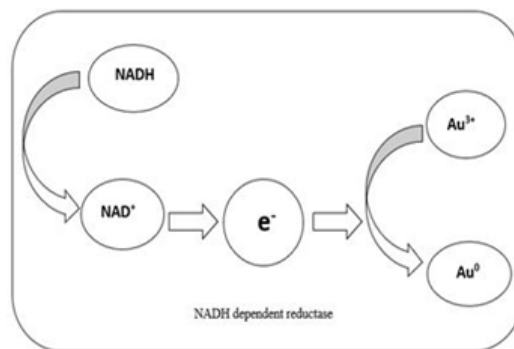 NADH
Au³⁺
NAD⁺
e⁻
Au⁰
NADH dependent reductase